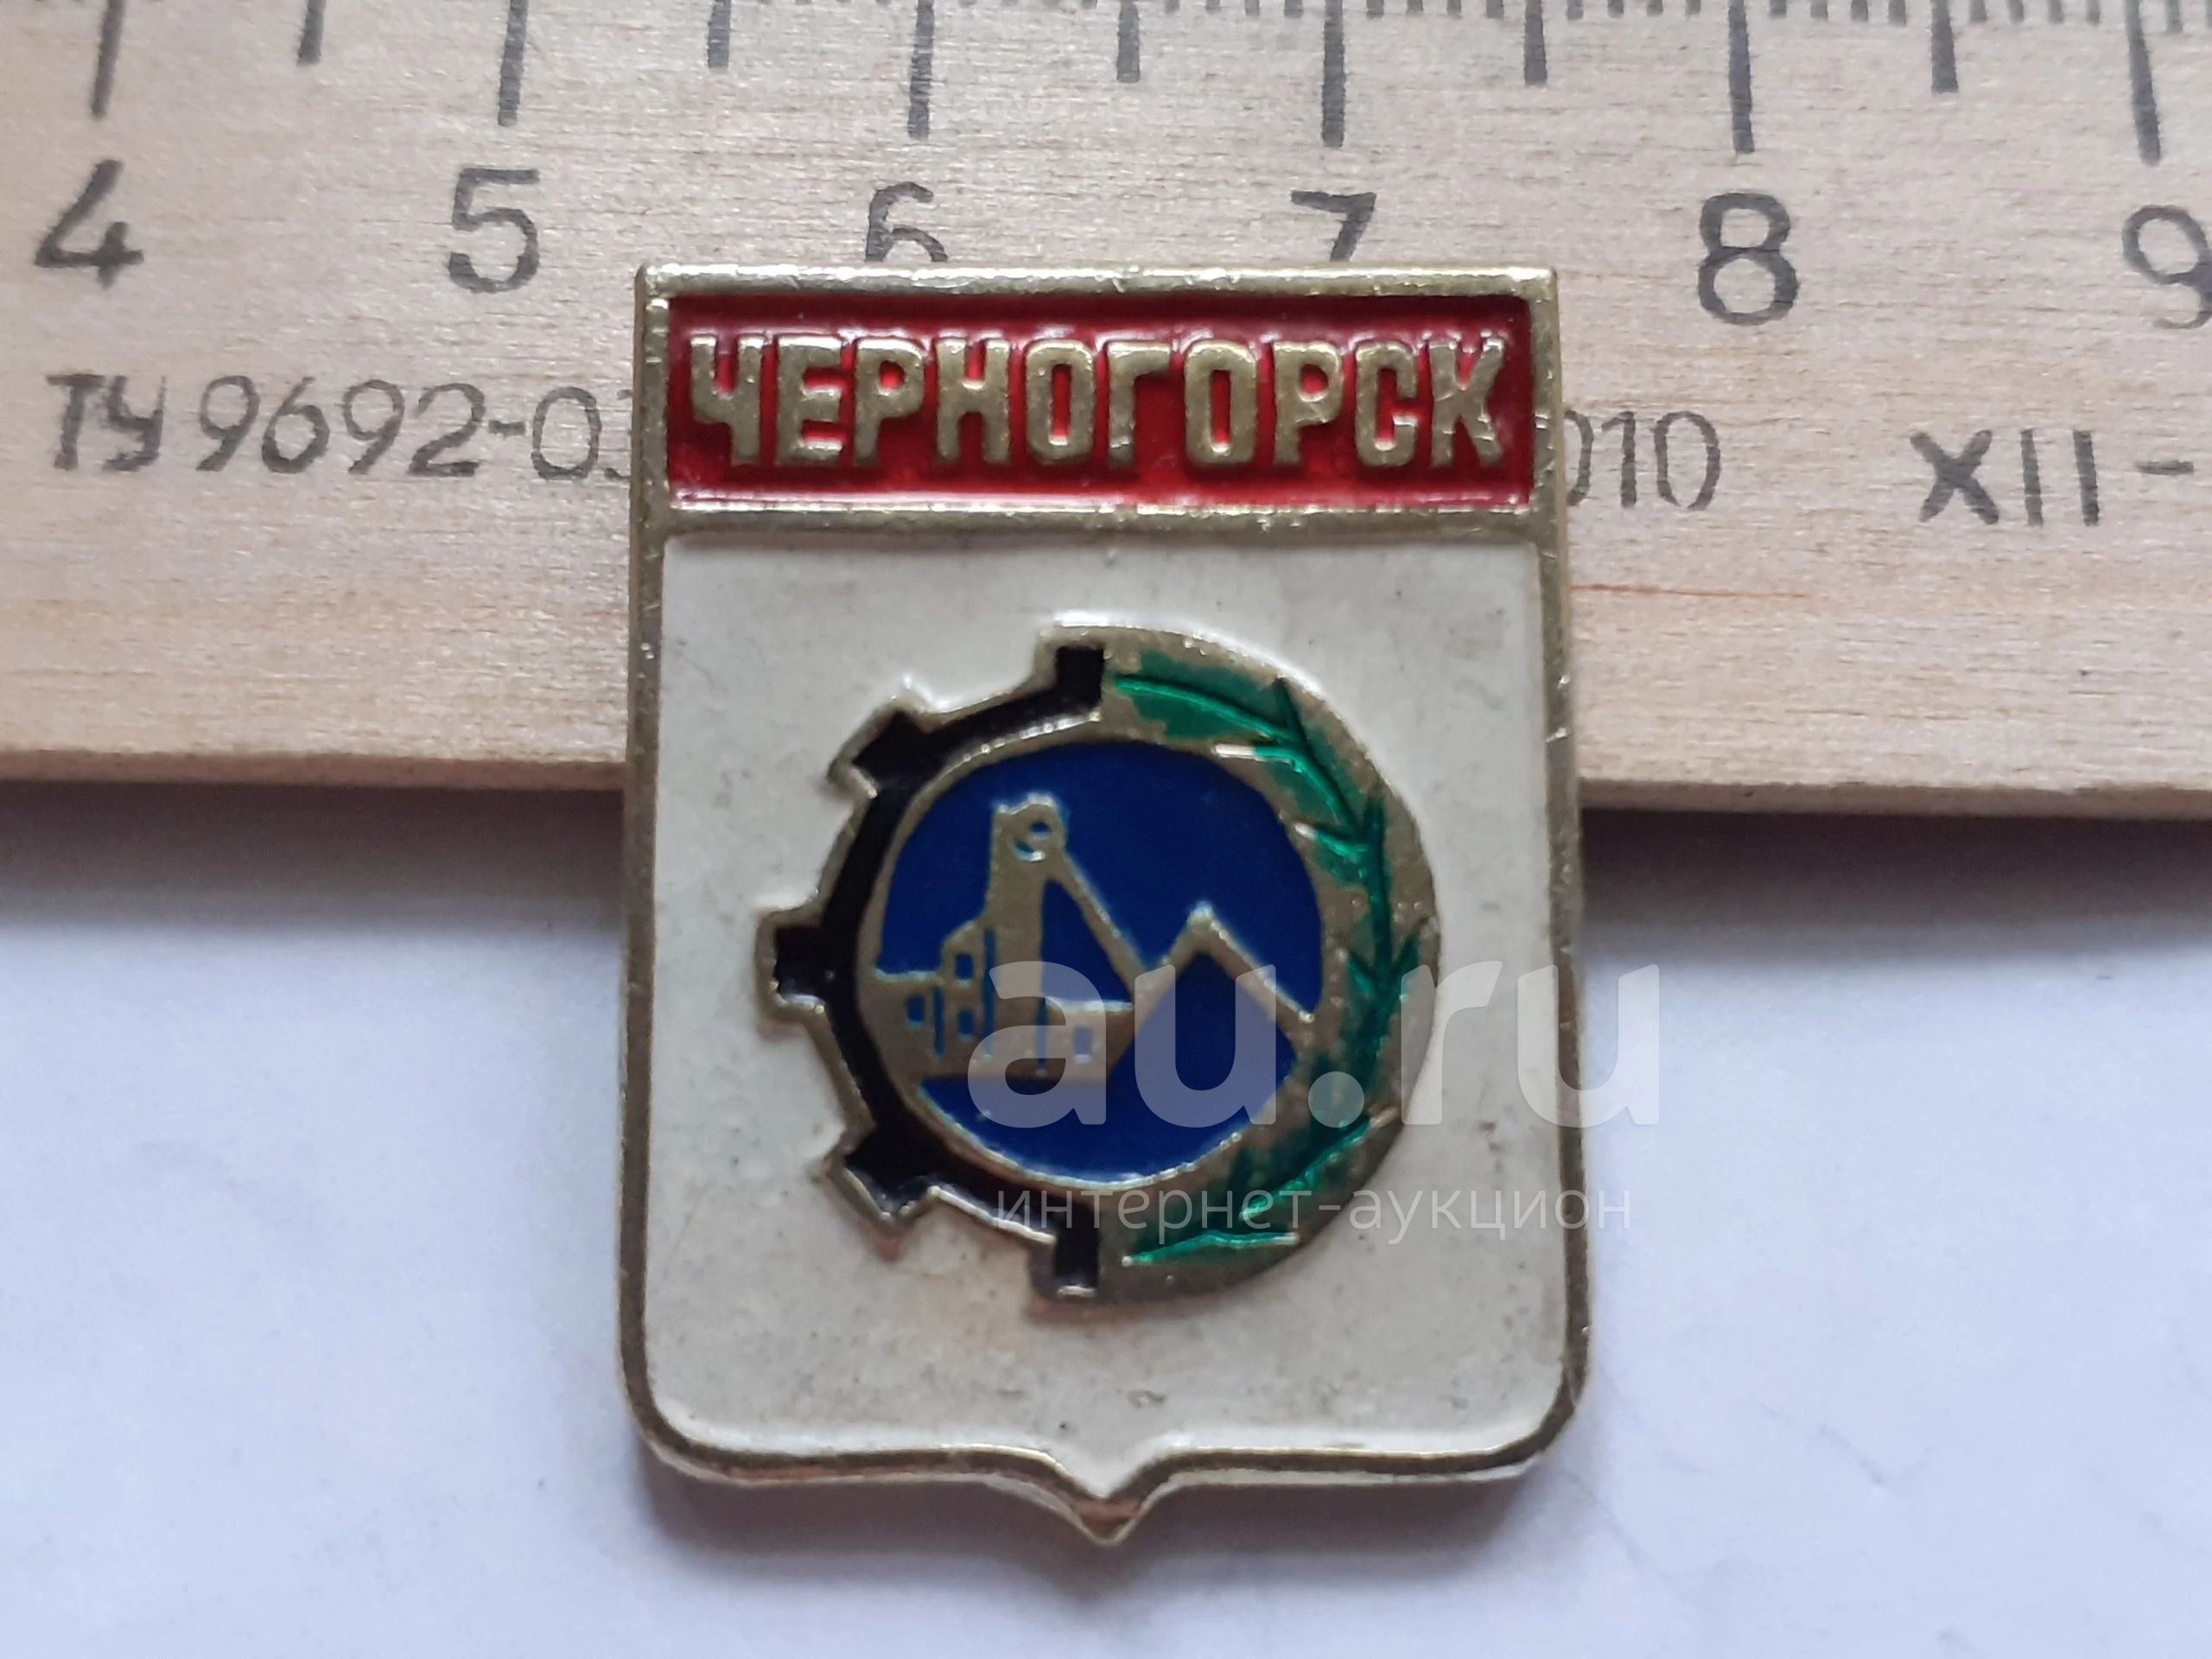 4 5 6 7 8 9
ЧЕРНОГОРСК
ТУ 9692-0 010 XII-
au.ru
интернет-аукцион